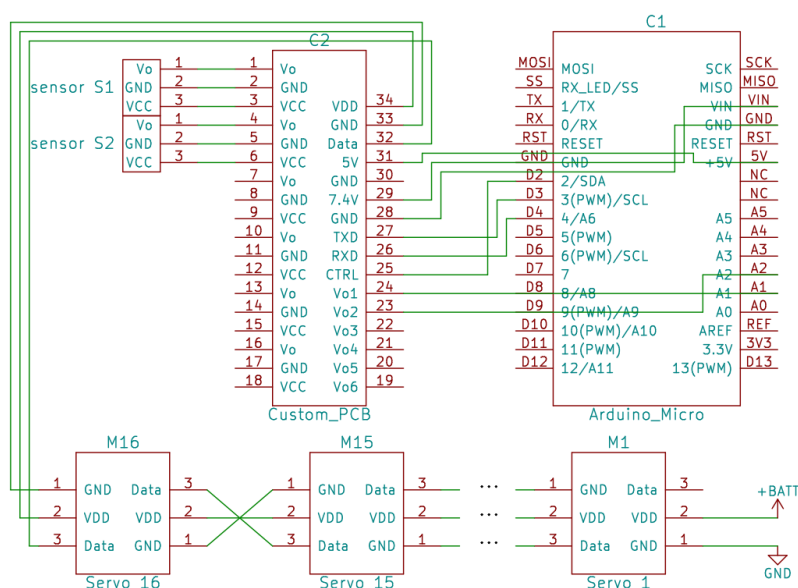 C2
C1
sensor S1
Vo 1
GND 2
VCC 3
sensor S2
Vo 1
GND 2
VCC 3
1 Vo
2 GND
3 VCC
4 Vo
5 GND
6 VCC
7 Vo
8 GND
9 VCC
10 Vo
11 GND
12 VCC
13 Vo
14 GND
15 VCC
16 Vo
17 GND
18 VCC
VDD 34
GND 33
Data 32
5V 31
GND 30
7.4V 29
GND 28
TXD 27
RXD 26
CTRL 25
Vo1 24
Vo2 23
Vo3 22
Vo4 21
Vo5 20
Vo6 19
Custom_PCB
MOSI MOSI
SS RX_LED/SS
TX 1/TX
RX 0/RX
RST RESET
GND GND
D2 2/SDA
D3 3(PWM)/SCL
D4 4/A6
D5 5(PWM)
D6 6(PWM)/SCL
D7 7
D8 8/A8
D9 9(PWM)/A9
D10 10(PWM)/A10
D11 11(PWM)
D12 12/A11
SCK SCK
MISO MISO
VIN VIN
GND GND
RESET RST
+5V 5V
NC
NC
A5 A5
A4 A4
A3 A3
A2 A2
A1 A1
A0 A0
AREF REF
3.3V 3V3
13(PWM) D13
Arduino_Micro
M16
1 GND Data 3
2 VDD VDD 2
3 Data GND 1
Servo 16
M15
1 GND Data 3
2 VDD VDD 2
3 Data GND 1
Servo 15
...
...
...
M1
1 GND Data 3
2 VDD VDD 2
3 Data GND 1
Servo 1
+BATT
GND